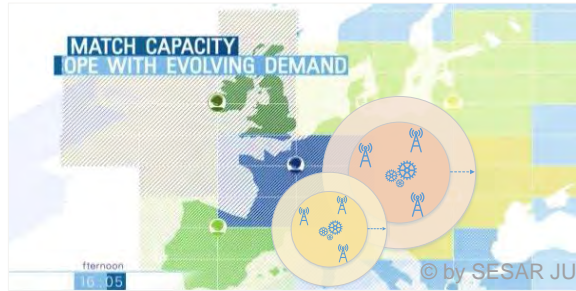 MATCH CAPACITY
OPE WITH EVOLVING DEMAND
fternoon
16:05
© by SESAR JU